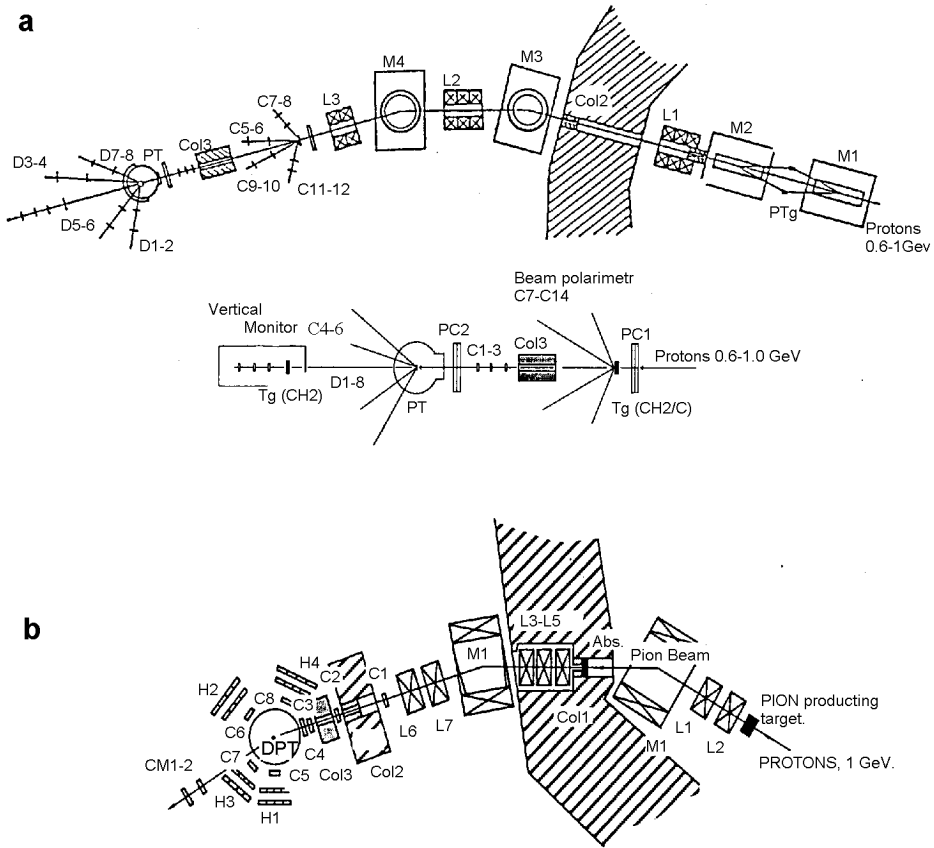 a
M4
M3
L2
L3
C7-8
C5-6
Col2
L1
M2
M1
Col3
PT
D7-8
D3-4
C9-10
C11-12
D5-6
D1-2
PTg
Protons
0.6-1Gev
Beam polarimetr
C7-C14
Vertical
Monitor
C4-6
PC2
C1-3
Col3
PC1
Protons 0.6-1.0 GeV
D1-8
Tg (CH2)
PT
Tg (CH2/C)
b
L3-L5
Abs.
Pion Beam
M1
H4
C2
C1
H2
C8
C3
C6
DPT
C4
L6
L7
Col1
L1
M1
L2
PION producting
target.
PROTONS, 1 GeV.
C7
CM1-2
C5
Col3
Col2
H3
H1